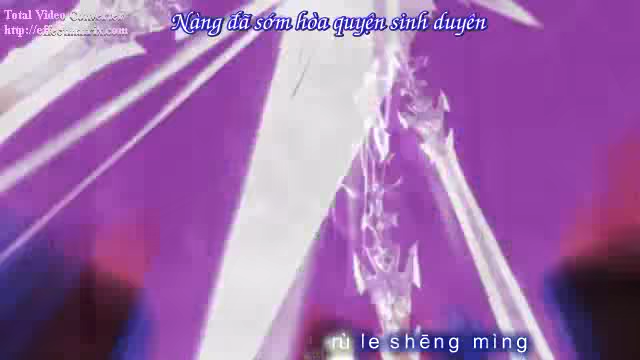 Total Video Converter
Nàng đã sớm hòa quyện sinh duyên
http://effectmatrix.com
rù le shēng mìng